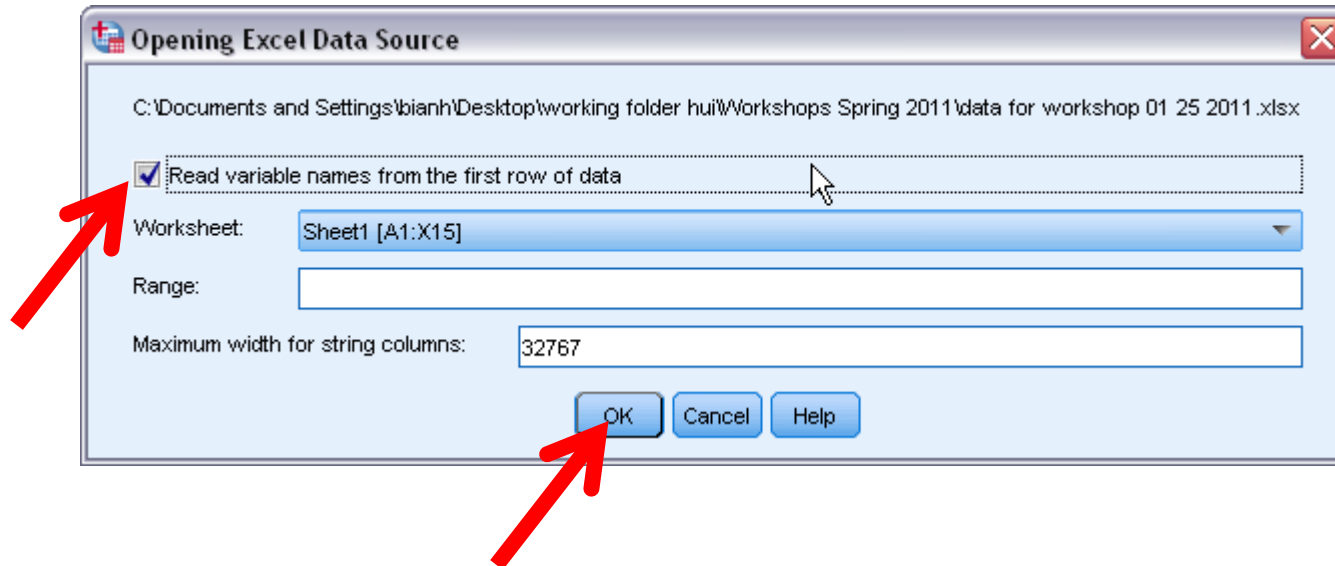 Opening Excel Data Source
C:\Documents and Settings\bianh\Desktop\working folder hui\Workshops Spring 2011\data for workshop 01 25 2011.xlsx
Read variable names from the first row of data
Worksheet: Sheet1 [A1:X15]
Range:
Maximum width for string columns: 32767
OK Cancel Help